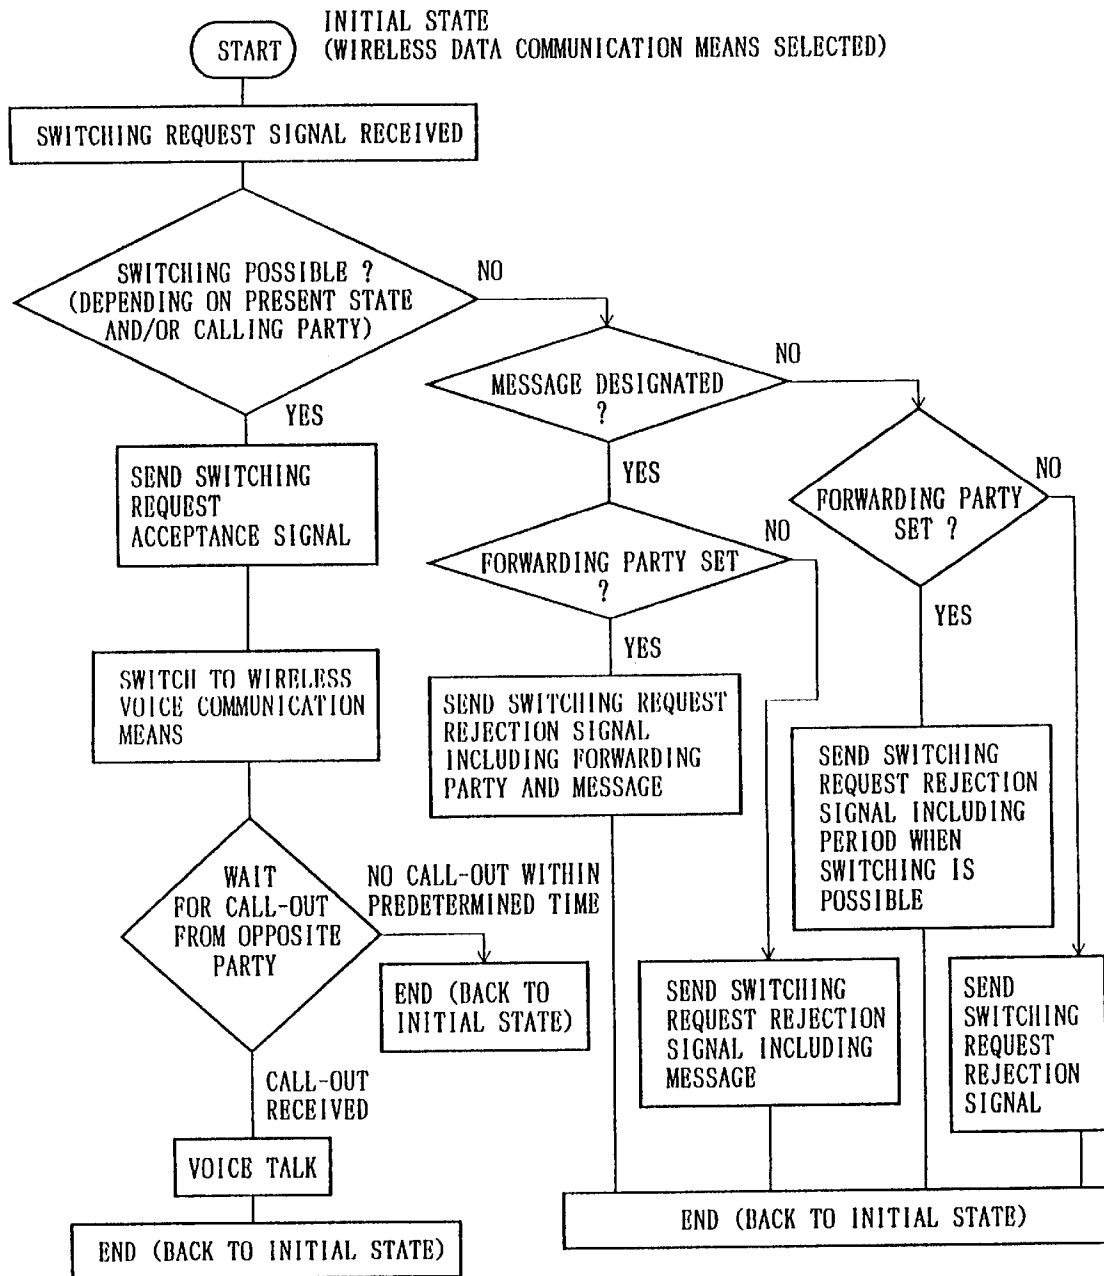 INITIAL STATE
START
(WIRELESS DATA COMMUNICATION MEANS SELECTED)
SWITCHING REQUEST SIGNAL RECEIVED
SWITCHING POSSIBLE ?
(DEPENDING ON PRESENT STATE
AND/OR CALLING PARTY)
NO
YES
MESSAGE DESIGNATED
?
NO
YES
FORWARDING PARTY
SET ?
NO
YES
SEND SWITCHING
REQUEST
ACCEPTANCE SIGNAL
FORWARDING PARTY SET
?
NO
YES
SWITCH TO WIRELESS
VOICE COMMUNICATION
MEANS
SEND SWITCHING REQUEST
REJECTION SIGNAL
INCLUDING FORWARDING
PARTY AND MESSAGE
SEND SWITCHING
REQUEST REJECTION
SIGNAL INCLUDING
PERIOD WHEN
SWITCHING IS
POSSIBLE
WAIT
FOR CALL-OUT
FROM OPPOSITE
PARTY
NO CALL-OUT WITHIN
PREDETERMINED TIME
END (BACK TO
INITIAL STATE)
SEND SWITCHING
REQUEST REJECTION
SIGNAL INCLUDING
MESSAGE
SEND
SWITCHING
REQUEST
REJECTION
SIGNAL
CALL-OUT
RECEIVED
VOICE TALK
END (BACK TO INITIAL STATE)
END (BACK TO INITIAL STATE)